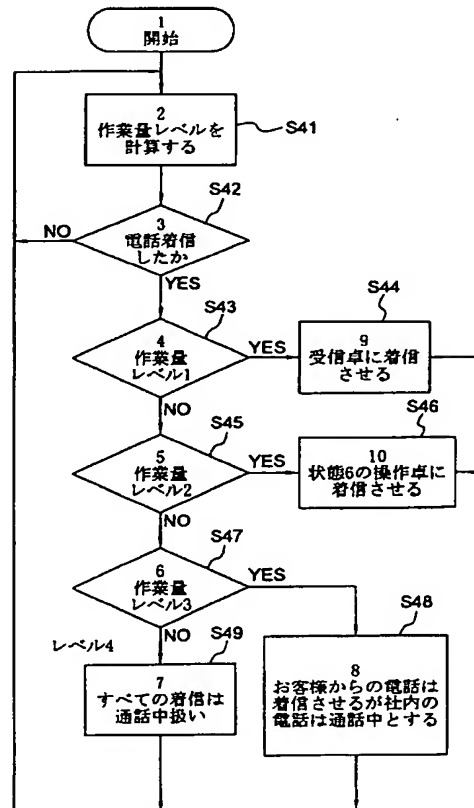 1
開始
2
作業量レベルを
計算する
S41
S42
3
電話着信
したか
NO
YES
S43
4
作業量
レベル1
YES
S44
9
受信卓に着信
させる
NO
S45
5
作業量
レベル2
YES
S46
10
状態6の操作卓に
着信させる
NO
S47
6
作業量
レベル3
YES
レベル4
NO
S49
7
すべての着信は
通話中扱い
S48
8
お客様からの電話は
着信させるが社内の
電話は通話中とする